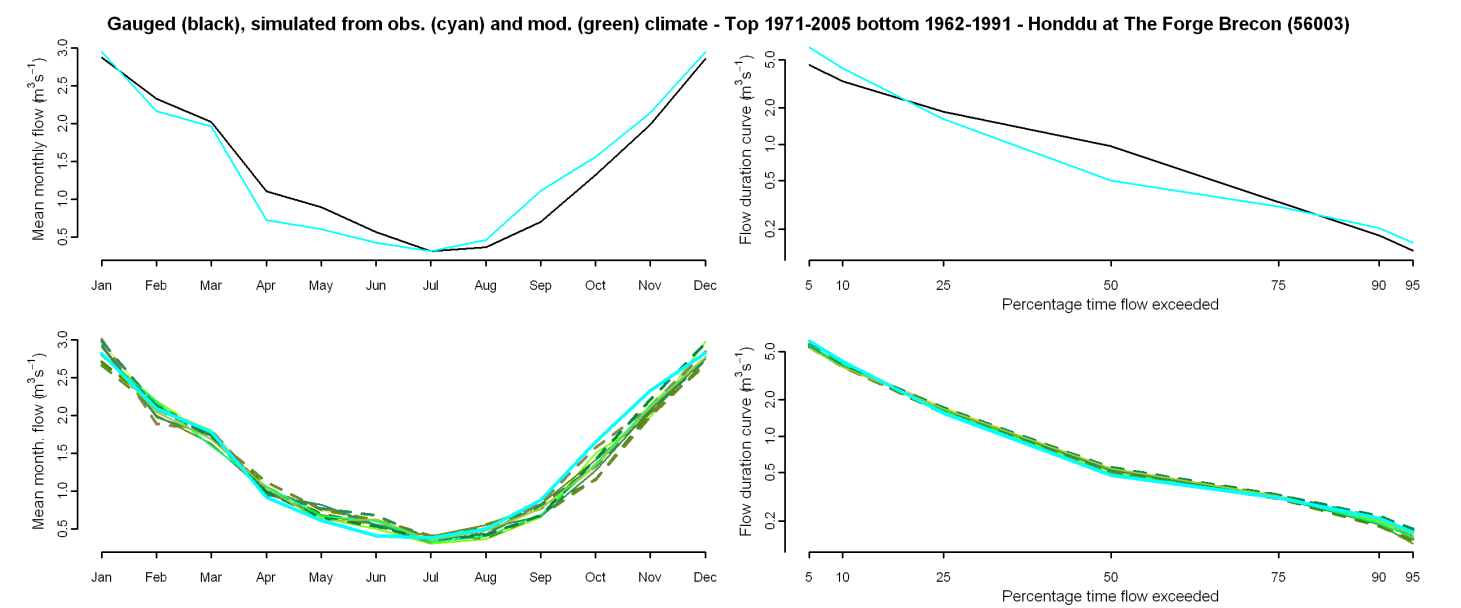 Gauged (black), simulated from obs. (cyan) and mod. (green) climate - Top 1971-2005 bottom 1962-1991 - Honddu at The Forge Brecon (56003)
Mean monthly flow (m³s⁻¹)
3.0
2.5
2.0
1.5
1.0
0.5
Jan Feb Mar Apr May Jun Jul Aug Sep Oct Nov Dec
Flow duration curve (m³s⁻¹)
5.0
2.0
1.0
0.5
0.2
5 10 25 50 75 90 95
Percentage time flow exceeded
Mean month. flow (m³s⁻¹)
3.0
2.5
2.0
1.5
1.0
0.5
Jan Feb Mar Apr May Jun Jul Aug Sep Oct Nov Dec
Flow duration curve (m³s⁻¹)
5.0
2.0
1.0
0.5
0.2
5 10 25 50 75 90 95
Percentage time flow exceeded